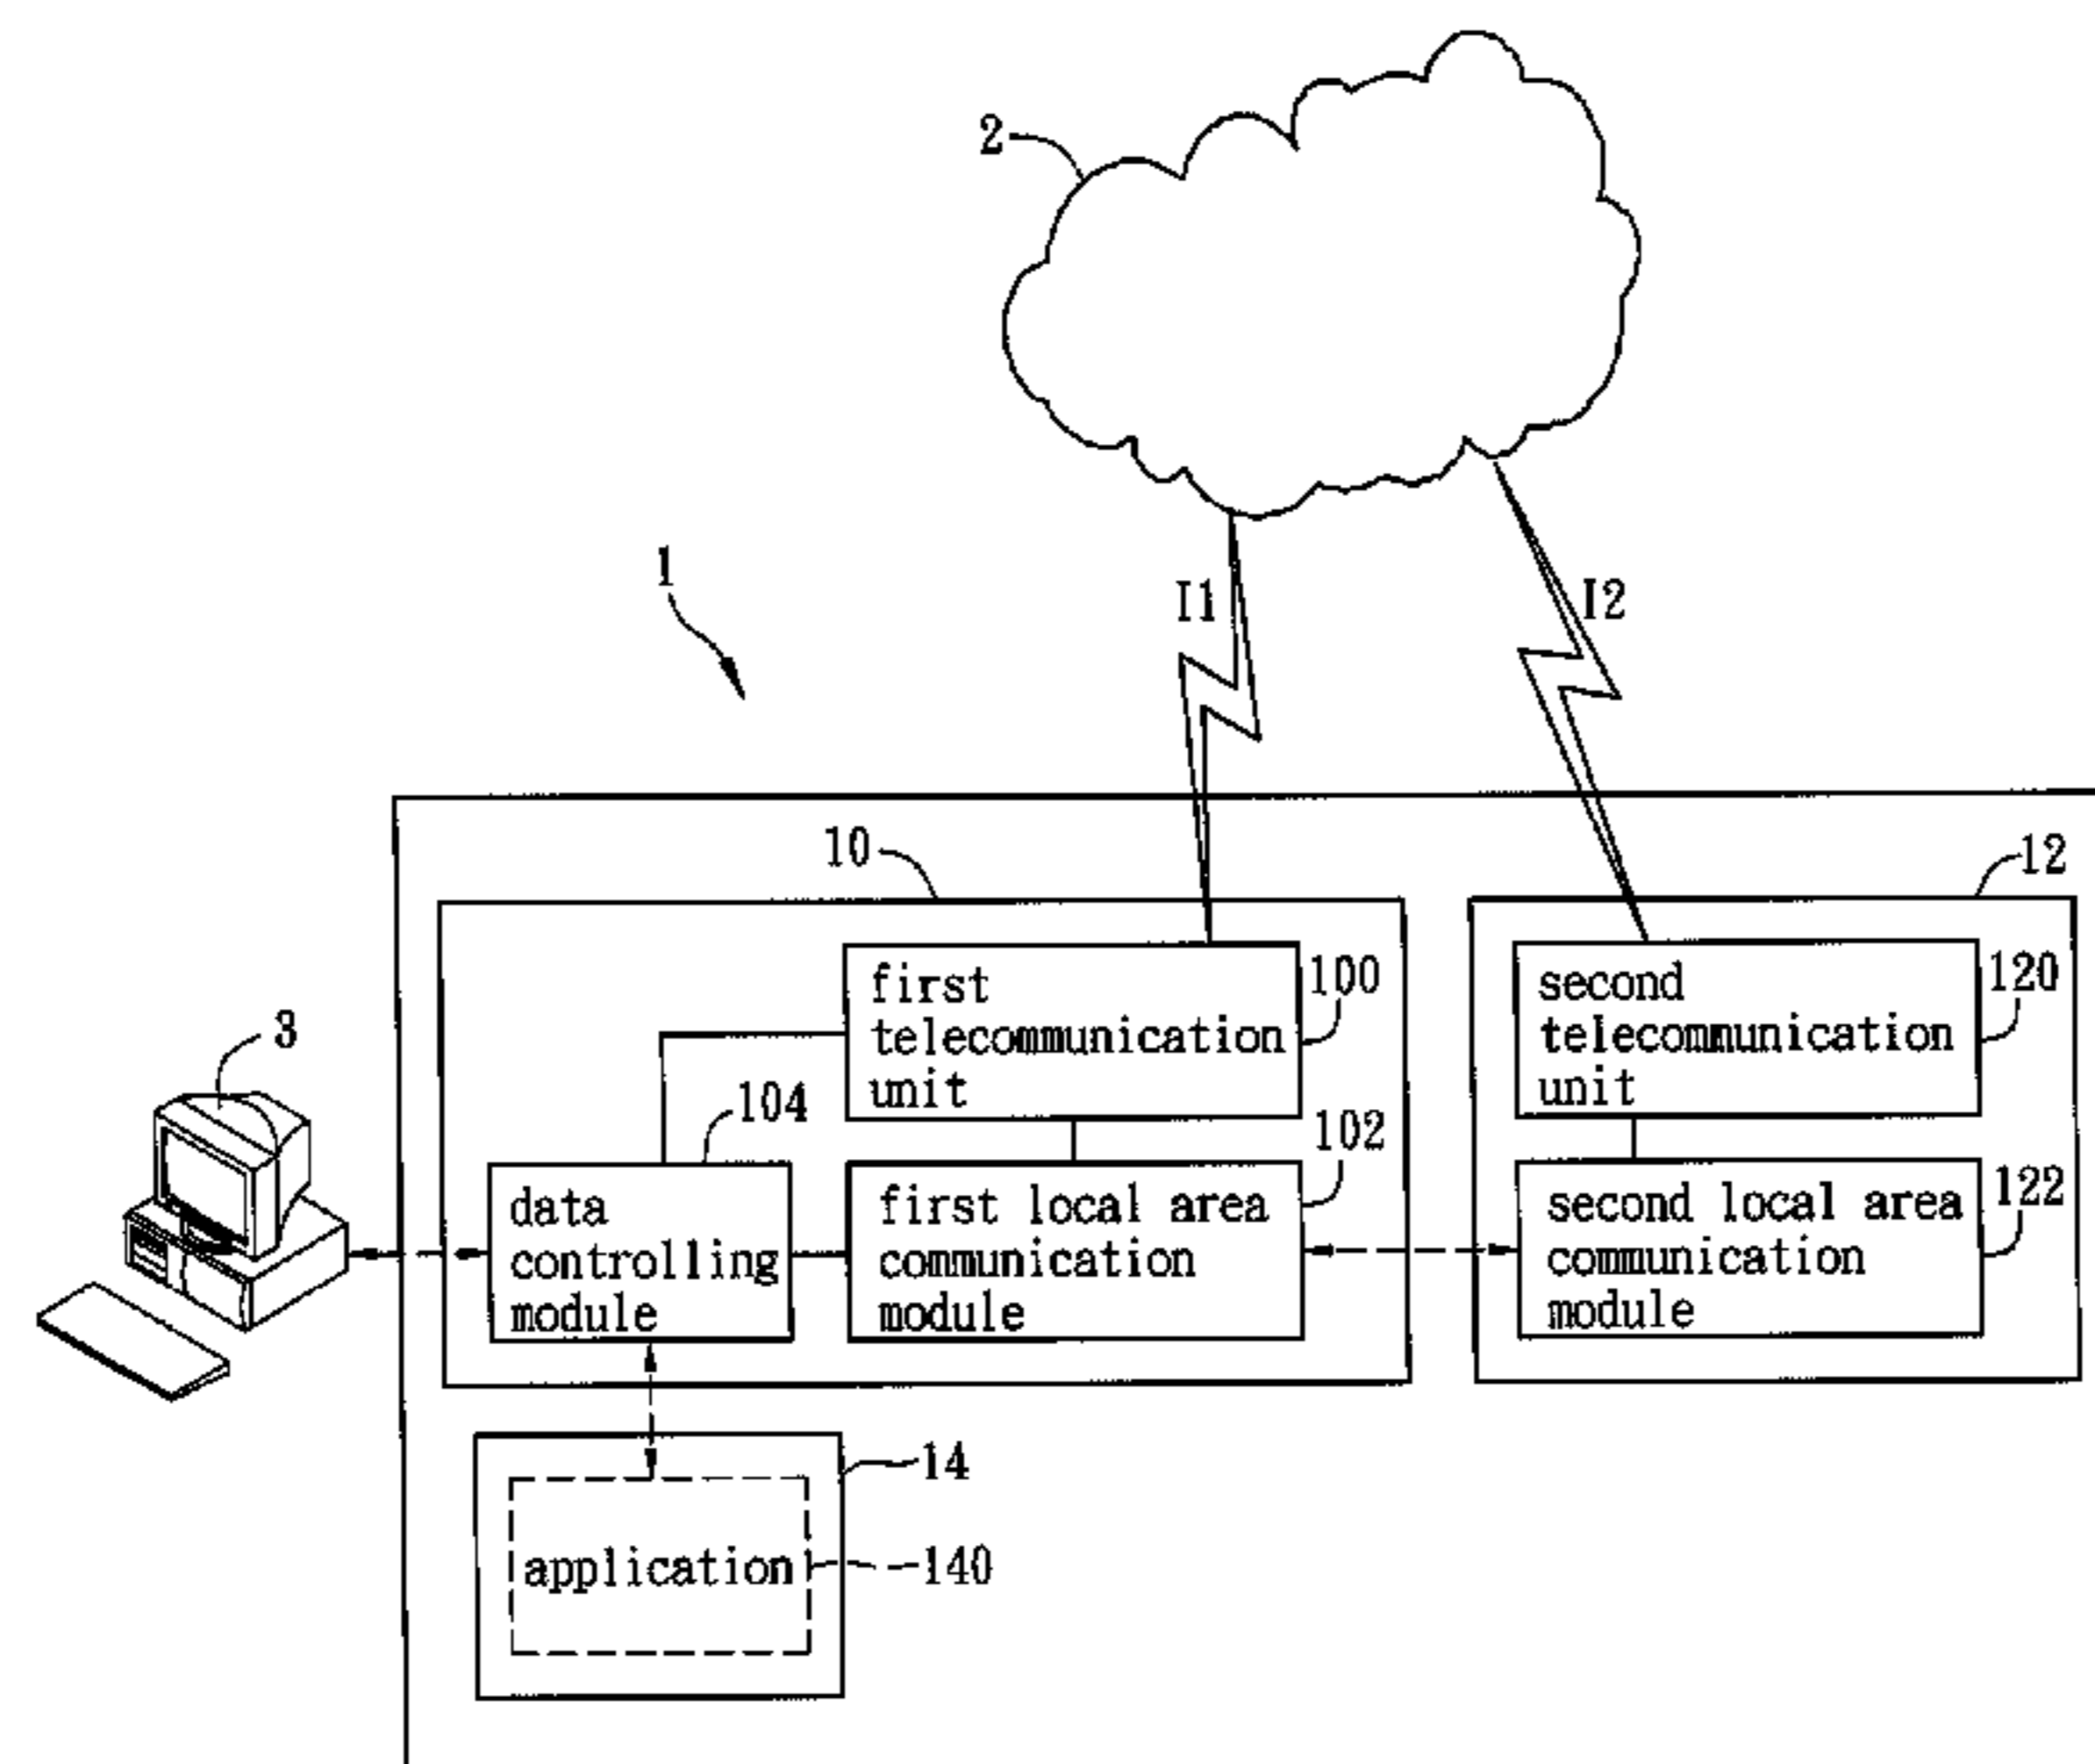 2
1
I1
I2
10
12
first
telecommunication
unit
100
second
telecommunication
unit
120
3
104
102
data
controlling
module
first local area
communication
module
second local area
communication
module
122
14
application
140